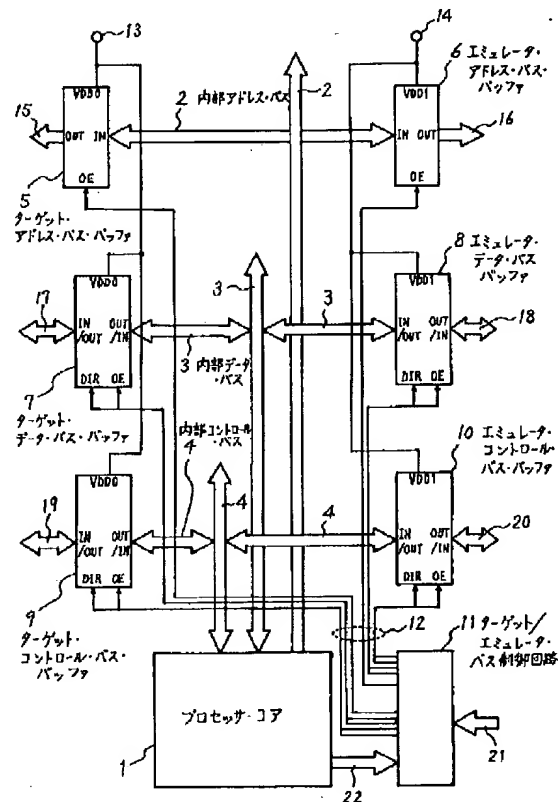 13
14
6 エミュレータ・
アドレス・バス・
バッファ
VDD0
2 内部アドレス・バス
2
VDD1
15
OUT IN
IN OUT
16
OE
OE
5
ターゲット・
アドレス・バス・バッファ
8 エミュレータ・
データ・バス
バッファ
VDD0
VDD1
17
3
3
18
IN
/OUT
OUT
/IN
IN
/OUT
OUT
/IN
3 内部データ
・バス
DIR OE
DIR OE
7
ターゲット・
データ・バス・バッファ
内部コントロール
・バス
10 エミュレータ・
コントロール・
バス・バッファ
VDD0
VDD1
4
4
4
19
20
IN
/OUT
OUT
/IN
IN
/OUT
OUT
/IN
DIR OE
DIR OE
9
ターゲット・
コントロール・バス・
バッファ
12
11 ターゲット/
エミュレータ・
バス制御回路
プロセッサ・コア
1
21
22